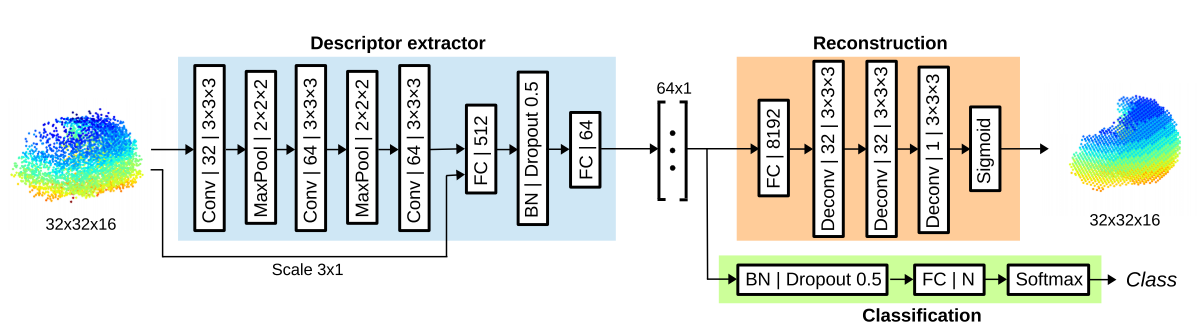 Descriptor extractor
Reconstruction
Conv | 32 | 3×3×3
MaxPool | 2×2×2
Conv | 64 | 3×3×3
MaxPool | 2×2×2
Conv | 64 | 3×3×3
FC | 512
BN | Dropout 0.5
FC | 64
64x1
FC | 8192
Deconv | 32 | 3×3×3
Deconv | 32 | 3×3×3
Deconv | 1 | 3×3×3
Sigmoid
32x32x16
32x32x16
Scale 3x1
BN | Dropout 0.5
FC | N
Softmax
Class
Classification